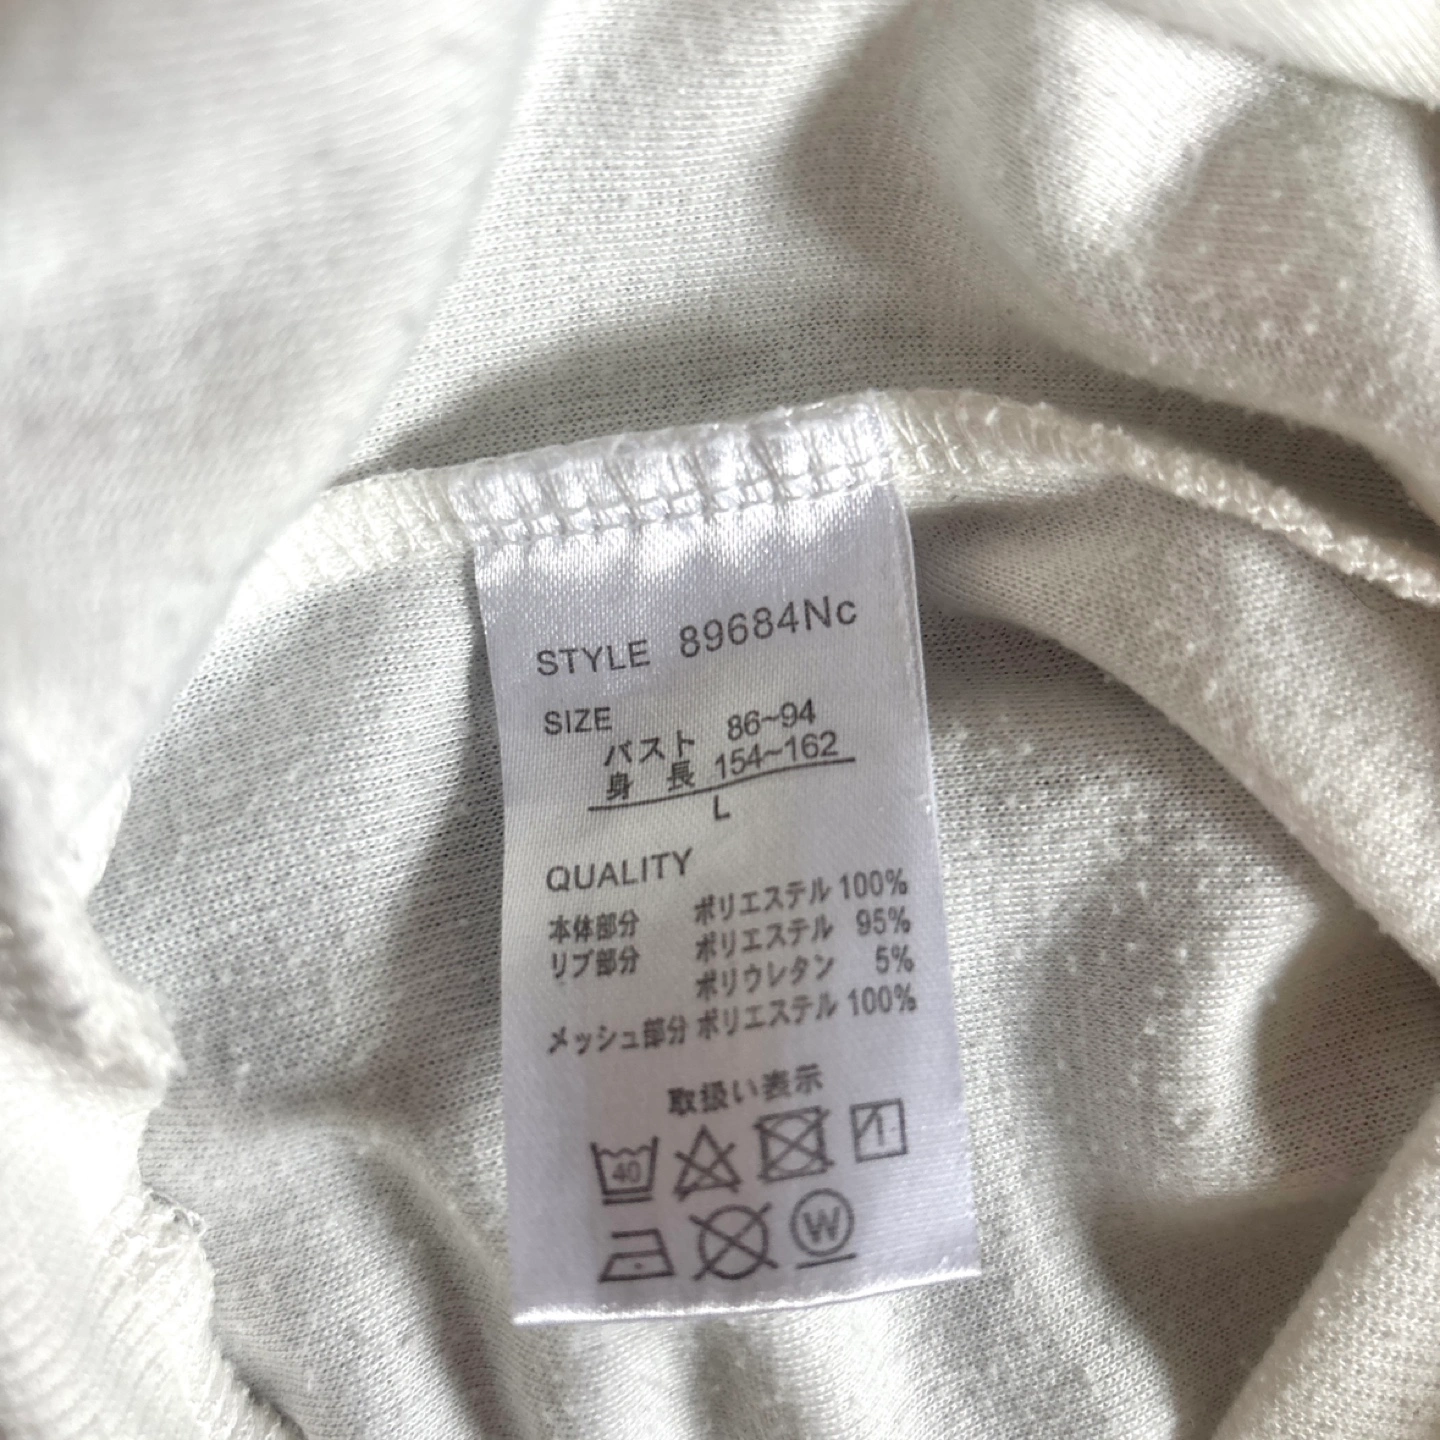 STYLE 89684Nc
SIZE
バスト 86~94
身 長 154~162
L
QUALITY
本体部分 ポリエステル 100%
リブ部分 ポリエステル 95%
ポリウレタン 5%
メッシュ部分 ポリエステル 100%
取扱い表示
40
W